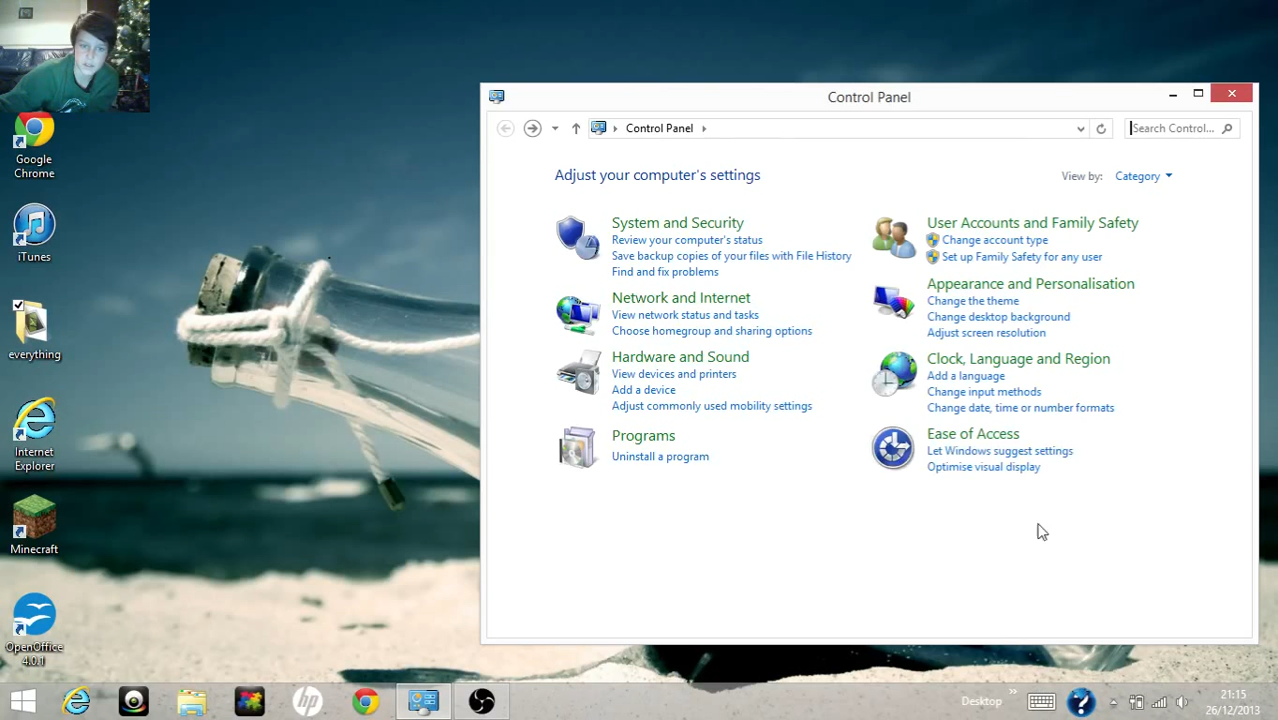 Google
Chrome
iTunes
everything
Internet
Explorer
Minecraft
OpenOffice
4.0.1
Control Panel
Control Panel
Search Control...
Adjust your computer's settings
View by: Category
System and Security
Review your computer's status
Save backup copies of your files with File History
Find and fix problems
Network and Internet
View network status and tasks
Choose homegroup and sharing options
Hardware and Sound
View devices and printers
Add a device
Adjust commonly used mobility settings
Programs
Uninstall a program
User Accounts and Family Safety
Change account type
Set up Family Safety for any user
Appearance and Personalisation
Change the theme
Change desktop background
Adjust screen resolution
Clock, Language and Region
Add a language
Change input methods
Change date, time or number formats
Ease of Access
Let Windows suggest settings
Optimise visual display
hp
Desktop
21:15
26/12/2013